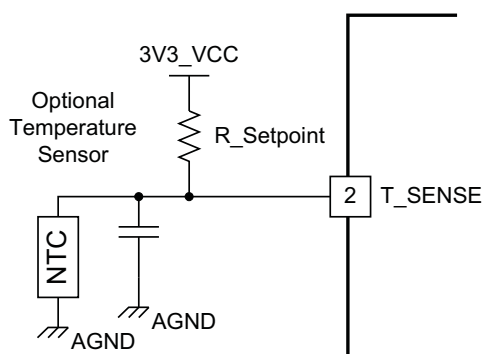 3V3_VCC
Optional
Temperature
Sensor
R_Setpoint
2
T_SENSE
NTC
AGND
AGND